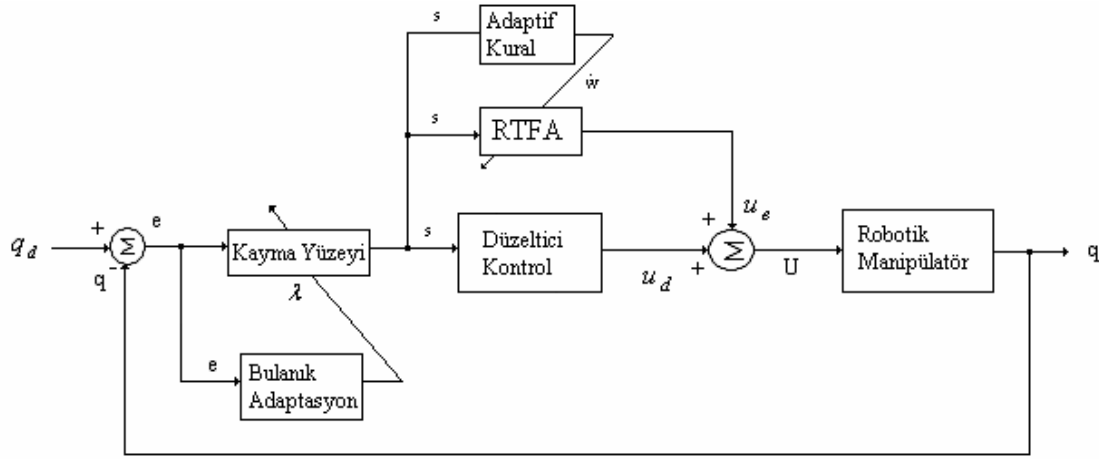 s
Adaptif
Kural
ẇ
s
RTFA
u_e
q_d
+
Σ
e
q
-
Kayma Yüzeyi
λ
s
Düzeltici
Kontrol
u_d
+
+
Σ
U
Robotik
Manipülatör
q
e
Bulanık
Adaptasyon